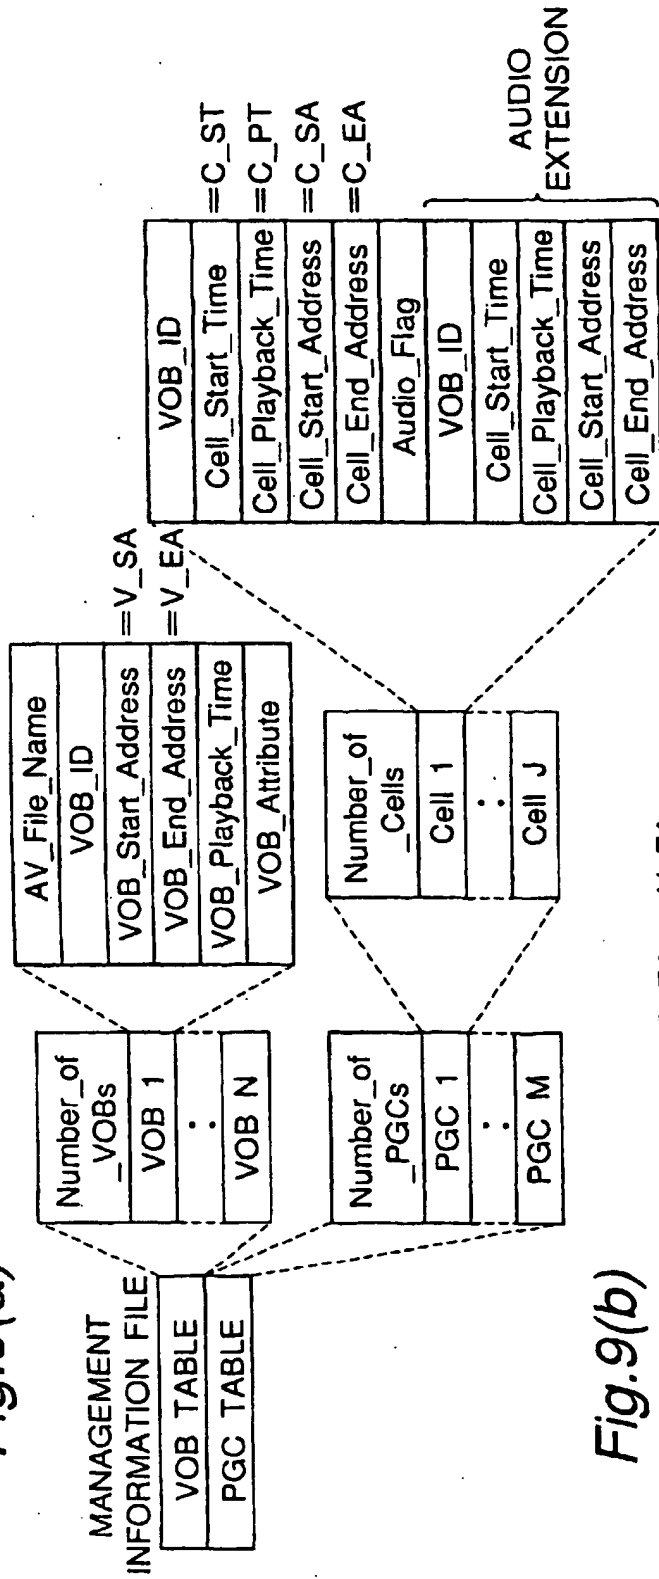 MANAGEMENT
INFORMATION FILE
VOB TABLE
PGC TABLE
Number_of
_VOBs
VOB 1
:
VOB N
AV_File_Name
VOB_ID
VOB_Start_Address
=V_SA
VOB_End_Address
=V_EA
VOB_Playback_Time
VOB_Attribute
Number_of
_PGCs
PGC 1
:
PGC M
Number_of
_Cells
Cell 1
:
Cell J
VOB_ID
Cell_Start_Time
=C_ST
Cell_Playback_Time
=C_PT
Cell_Start_Address
=C_SA
Cell_End_Address
=C_EA
Audio_Flag
VOB_ID
Cell_Start_Time
Cell_Playback_Time
Cell_Start_Address
Cell_End_Address
AUDIO
EXTENSION
Fig.9(b)